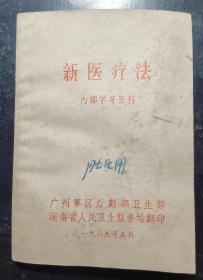 新医疗法
内部学习资料
广州军区后勤部卫生部
湖南省人民卫生服务站翻印
一九六九年五月